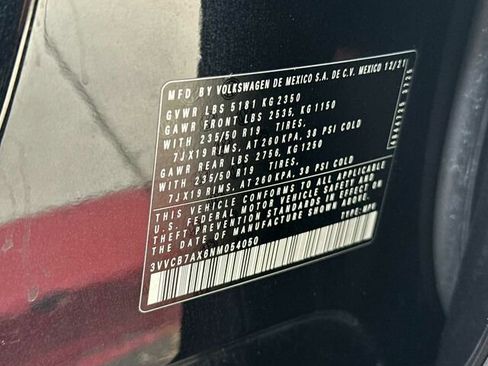 MFD. BY VOLKSWAGEN DE MEXICO S.A. DE C.V. MEXICO 12/21
GVWR LBS 5181 KG 2350
GAWR FRONT LBS 2535, KG 1150
WITH 235/50 R19 TIRES,
7JX19 RIMS, AT 260 KPA, 38 PSI COLD
GAWR REAR LBS 2756, KG 1250
WITH 235/50 R19 TIRES,
7JX19 RIMS, AT 260 KPA, 38 PSI COLD
THIS VEHICLE CONFORMS TO ALL APPLICABLE
U.S. FEDERAL MOTOR VEHICLE SAFETY AND
THEFT PREVENTION STANDARDS IN EFFECT ON THE
DATE OF MANUFACTURE SHOWN ABOVE.
TYPE: MPV
3VVCB7AX6NM054050